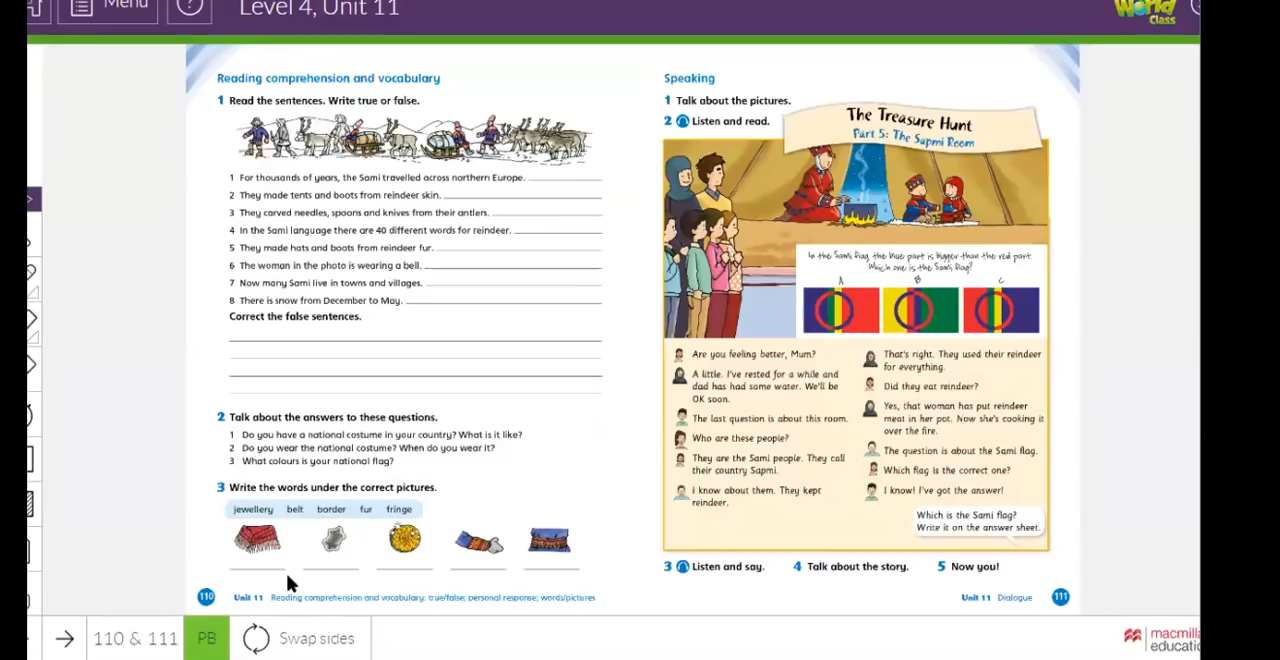 Menu
?
Level 4, Unit 11
World
Class
Reading comprehension and vocabulary
1 Read the sentences. Write true or false.
1 For thousands of years, the Sami travelled across northern Europe.
2 They made tents and boots from reindeer skin.
3 They carved needles, spoons and knives from their antlers.
4 In the Sami language there are 40 different words for reindeer.
5 They made hats and boots from reindeer fur.
6 The woman in the photo is wearing a bell.
7 Now many Sami live in towns and villages.
8 There is snow from December to May.
Correct the false sentences.
2 Talk about the answers to these questions.
1 Do you have a national costume in your country? What is it like?
2 Do you wear the national costume? When do you wear it?
3 What colours is your national flag?
3 Write the words under the correct pictures.
jewellery belt border fur fringe
110 Unit 11 Reading comprehension and vocabulary: true/false; personal response; words/pictures
Speaking
1 Talk about the pictures.
2 Listen and read.
The Treasure Hunt
Part 5: The Sapmi Room
In the Sami flag the blue part is bigger than the red part.
Which one is the Sami flag?
A B C
Are you feeling better, Mum?
A little. I've rested for a while and
dad has had some water. We'll be
OK soon.
The last question is about this room.
Who are these people?
They are the Sami people. They call
their country Sapmi.
I know about them. They kept
reindeer.
That's right. They used their reindeer
for everything.
Did they eat reindeer?
Yes, that woman has put reindeer
meat in her pot. Now she's cooking it
over the fire.
The question is about the Sami flag.
Which flag is the correct one?
I know! I've got the answer!
Which is the Sami flag?
Write it on the answer sheet.
3 Listen and say. 4 Talk about the story. 5 Now you!
Unit 11 Dialogue 111
110 & 111 PB Swap sides